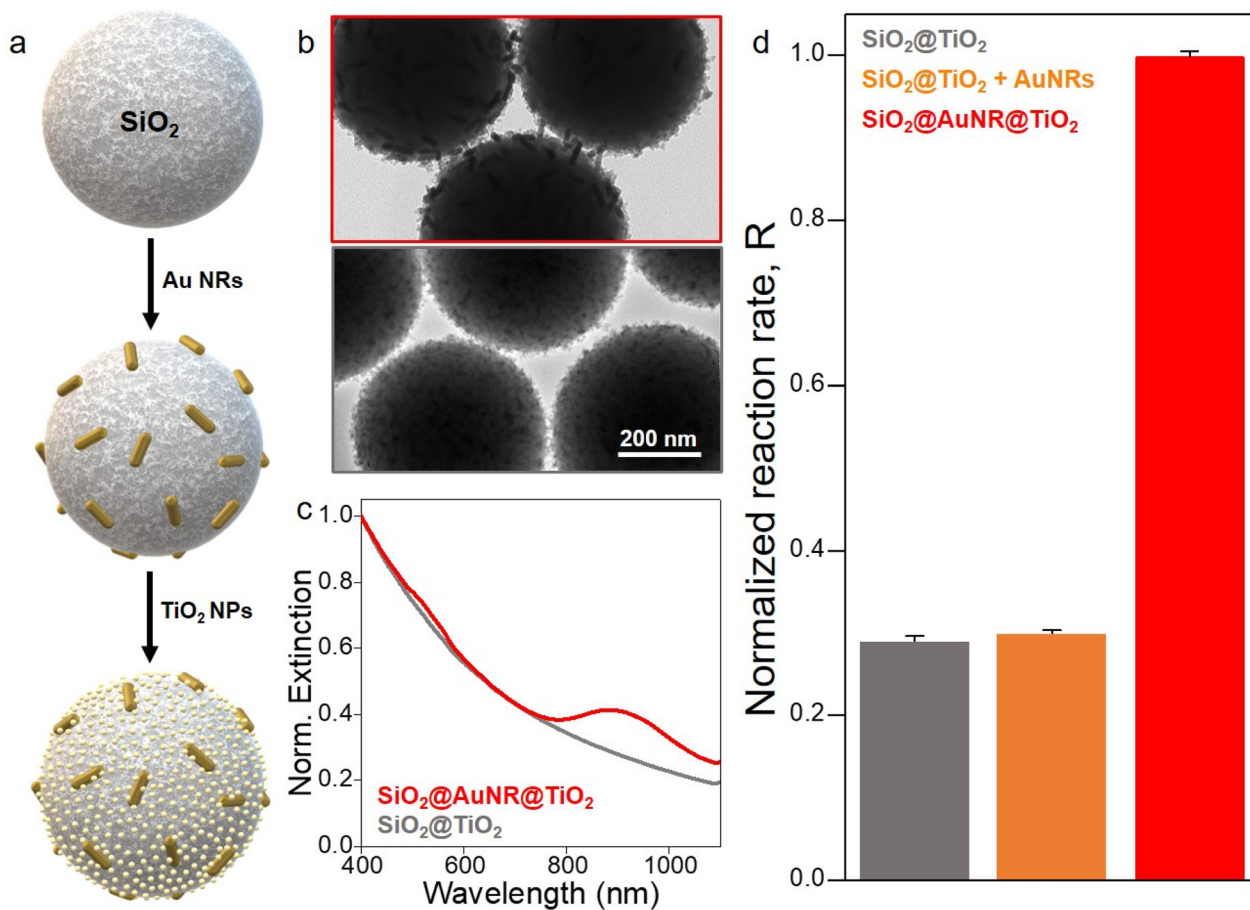 a
SiO₂
Au NRs
TiO₂ NPs
b
200 nm
c
Norm. Extinction
1.0
0.8
0.6
0.4
0.2
0.0
SiO₂@AuNR@TiO₂
SiO₂@TiO₂
400
600
800
1000
Wavelength (nm)
d
Normalized reaction rate, R
1.0
0.8
0.6
0.4
0.2
0.0
SiO₂@TiO₂
SiO₂@TiO₂ + AuNRs
SiO₂@AuNR@TiO₂